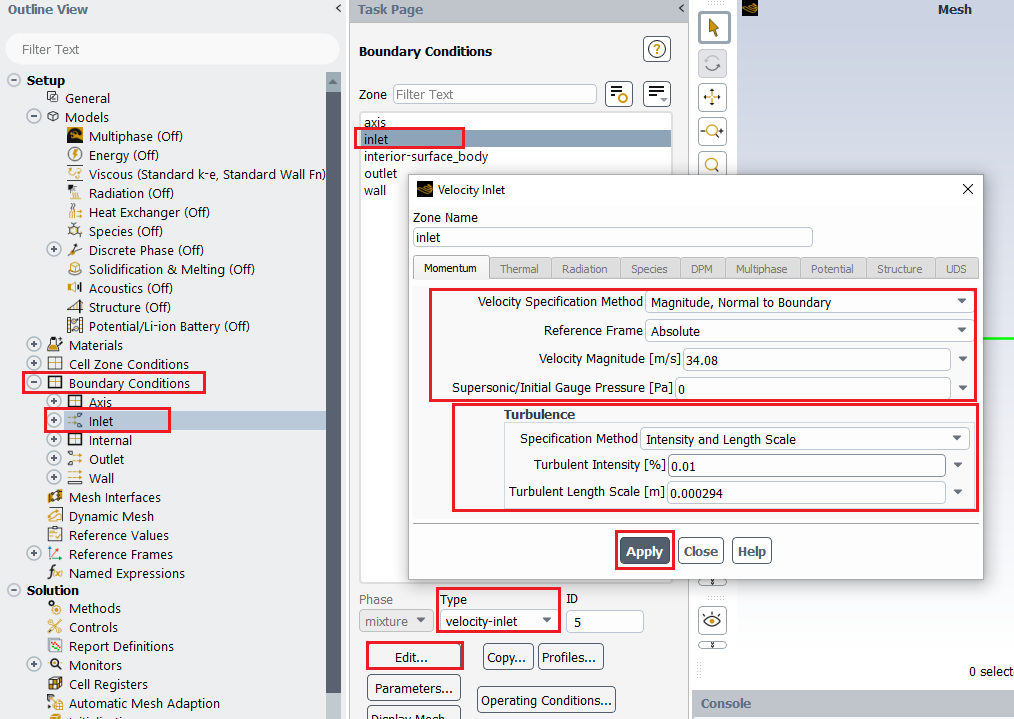 Outline View
Filter Text
Setup
General
Models
Multiphase (Off)
Energy (Off)
Viscous (Standard k-e, Standard Wall Fn)
Radiation (Off)
Heat Exchanger (Off)
Species (Off)
Discrete Phase (Off)
Solidification & Melting (Off)
Acoustics (Off)
Structure (Off)
Potential/Li-ion Battery (Off)
Materials
Cell Zone Conditions
Boundary Conditions
Axis
Inlet
Internal
Outlet
Wall
Mesh Interfaces
Dynamic Mesh
Reference Values
Reference Frames
Named Expressions
Solution
Methods
Controls
Report Definitions
Monitors
Cell Registers
Automatic Mesh Adaption
Task Page
Boundary Conditions
Zone Filter Text
axis
inlet
interior-surface_body
outlet
wall
Phase Type ID
mixture velocity-inlet 5
Edit... Copy... Profiles...
Parameters... Operating Conditions...
Display Mesh...
Velocity Inlet
Zone Name
inlet
Momentum Thermal Radiation Species DPM Multiphase Potential Structure UDS
Velocity Specification Method Magnitude, Normal to Boundary
Reference Frame Absolute
Velocity Magnitude [m/s] 34.08
Supersonic/Initial Gauge Pressure [Pa] 0
Turbulence
Specification Method Intensity and Length Scale
Turbulent Intensity [%] 0.01
Turbulent Length Scale [m] 0.000294
Apply Close Help
Mesh
0 select
Console